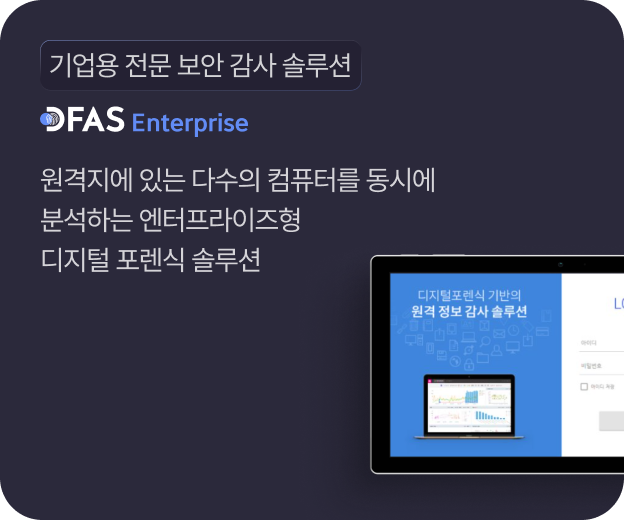 기업용 전문 보안 감사 솔루션
DFAS Enterprise
원격지에 있는 다수의 컴퓨터를 동시에
분석하는 엔터프라이즈형
디지털 포렌식 솔루션
디지털포렌식 기반의
원격 정보 감사 솔루션
LO
아이디
비밀번호
아이디 저장